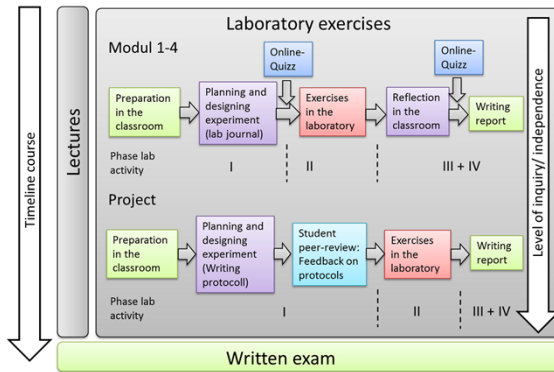 Laboratory exercises
Modul 1-4
Online-
Quizz
Online-
Quizz
Preparation
in the
classroom
Planning and
designing
experiment
(lab journal)
Exercises
in the
laboratory
Reflection
in the
classroom
Writing
report
Phase lab
activity
I
II
III + IV
Project
Preparation
in the
classroom
Planning and
designing
experiment
(Writing
protocoll)
Student
peer-review:
Feedback on
protocols
Exercises
in the
laboratory
Writing
report
Phase lab
activity
I
II
III + IV
Timeline course
Lectures
Level of inquiry/ independence
Written exam